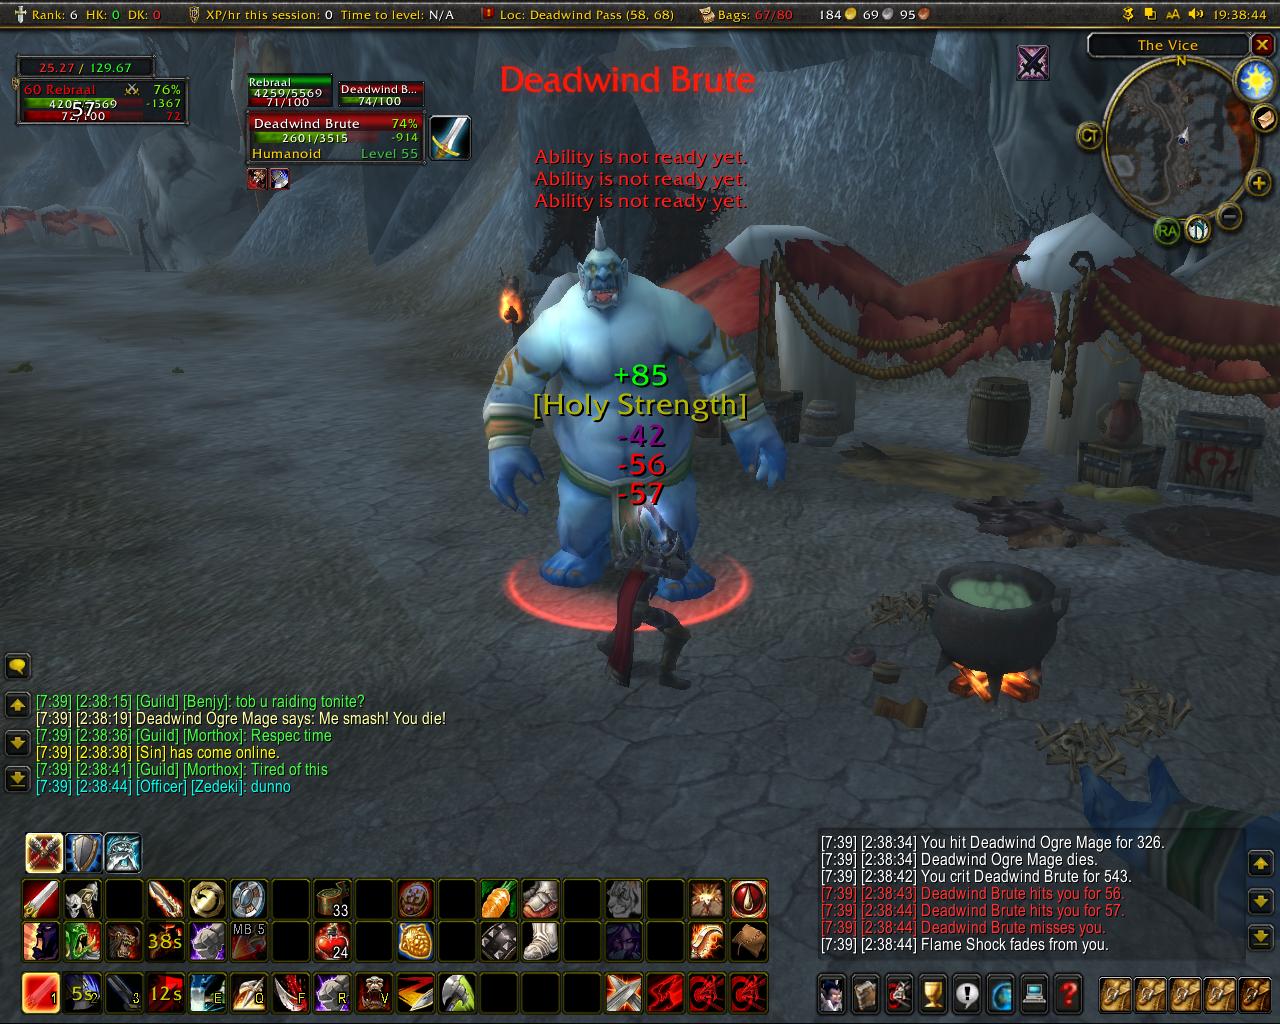 Rank: 6 HK: 0 DK: 0 XP/hr this session: 0 Time to level: N/A Loc: Deadwind Pass (58, 68) Bags: 67/80 184 69 95 AA 19:38:44
The Vice
N
CT
RA
25.27 / 129.67
60 Rebraal 76%
57
-1367
72/100 72
Rebraal
4259/5569
71/100
Deadwind B...
74/100
Deadwind Brute 74%
2601/3515 -914
Humanoid Level 55
Deadwind Brute
Ability is not ready yet.
Ability is not ready yet.
Ability is not ready yet.
+85
[Holy Strength]
-42
-56
-57
[7:39] [2:38:15] [Guild] [Benjy]: tob u raiding tonite?
[7:39] [2:38:19] Deadwind Ogre Mage says: Me smash! You die!
[7:39] [2:38:36] [Guild] [Morthox]: Respec time
[7:39] [2:38:38] [Sin] has come online.
[7:39] [2:38:41] [Guild] [Morthox]: Tired of this
[7:39] [2:38:44] [Officer] [Zedeki]: dunno
[7:39] [2:38:34] You hit Deadwind Ogre Mage for 326.
[7:39] [2:38:34] Deadwind Ogre Mage dies.
[7:39] [2:38:42] You crit Deadwind Brute for 543.
[7:39] [2:38:43] Deadwind Brute hits you for 56.
[7:39] [2:38:44] Deadwind Brute hits you for 57.
[7:39] [2:38:44] Deadwind Brute misses you.
[7:39] [2:38:44] Flame Shock fades from you.
33
38s MB 5 24
1 5s 2 3 12s E Q F R V